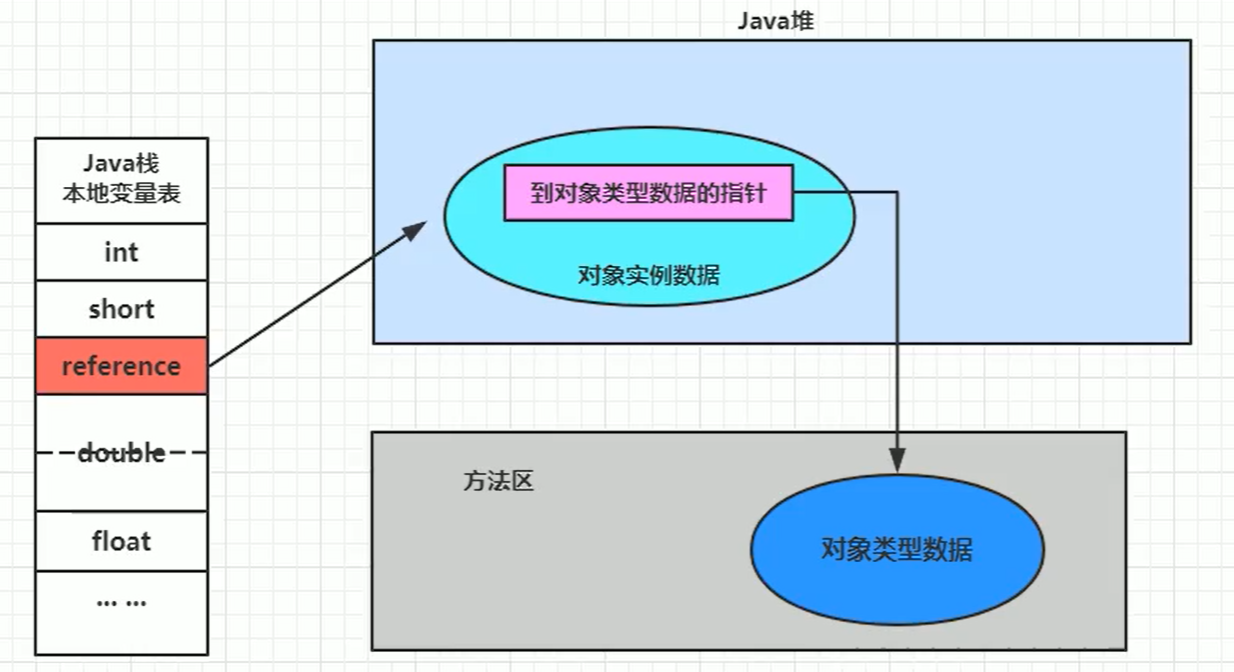 Java堆
Java栈
本地变量表
int
short
reference
double
float
... ...
到对象类型数据的指针
对象实例数据
方法区
对象类型数据